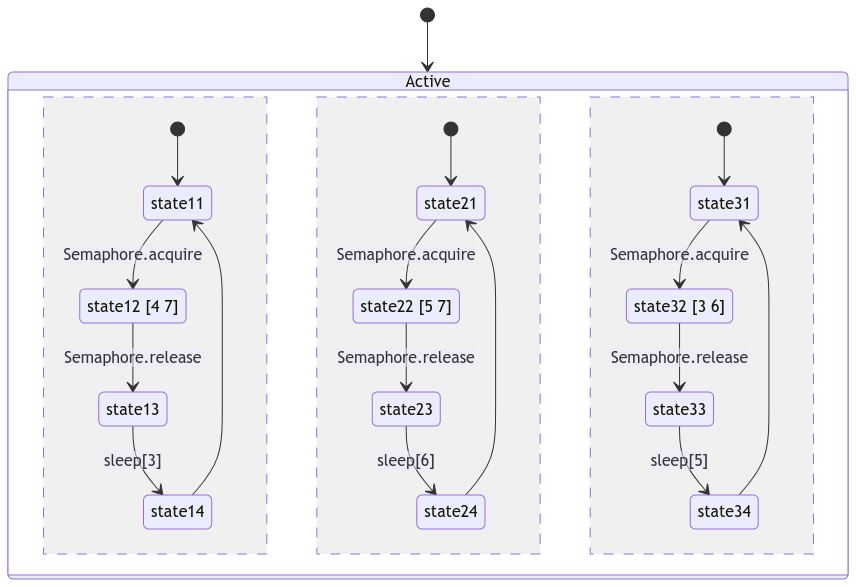 Active
state11
Semaphore.acquire
state12 [4 7]
Semaphore.release
state13
sleep[3]
state14
state21
Semaphore.acquire
state22 [5 7]
Semaphore.release
state23
sleep[6]
state24
state31
Semaphore.acquire
state32 [3 6]
Semaphore.release
state33
sleep[5]
state34